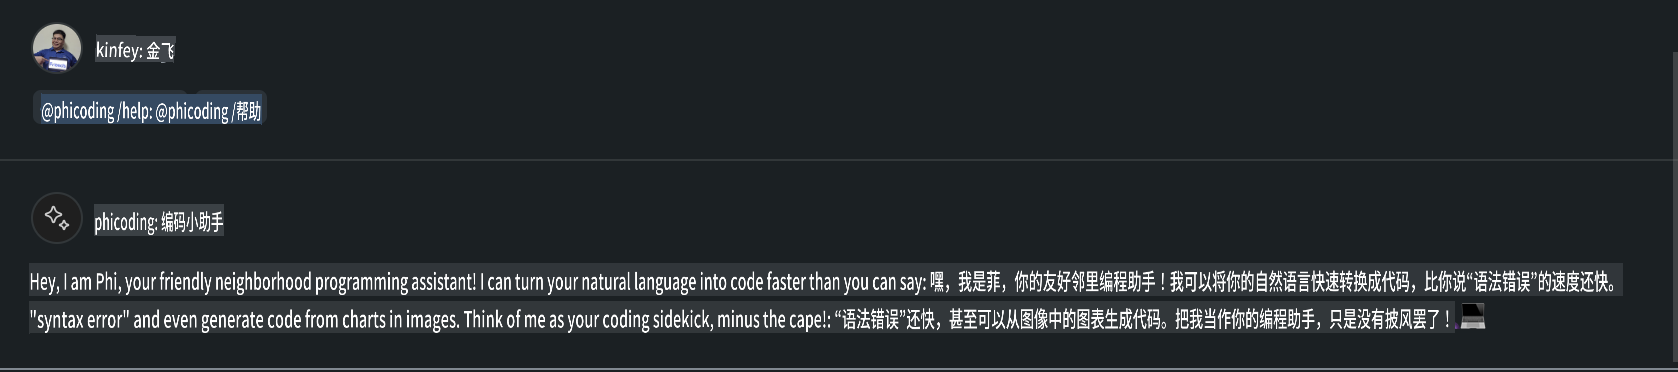 kinfey: 金飞
@phicoding /help: @phicoding /帮助
phicoding: 编码小助手
Hey, I am Phi, your friendly neighborhood programming assistant! I can turn your natural language into code faster than you can say: 嘿，我是菲，你的友好邻里编程助手！我可以将你的自然语言快速转换成代码，比你说“语法错误”的速度还快。
"syntax error" and even generate code from charts in images. Think of me as your coding sidekick, minus the cape!: “语法错误”还快，甚至可以从图像中的图表生成代码。把我当作你的编程助手，只是没有披风罢了！